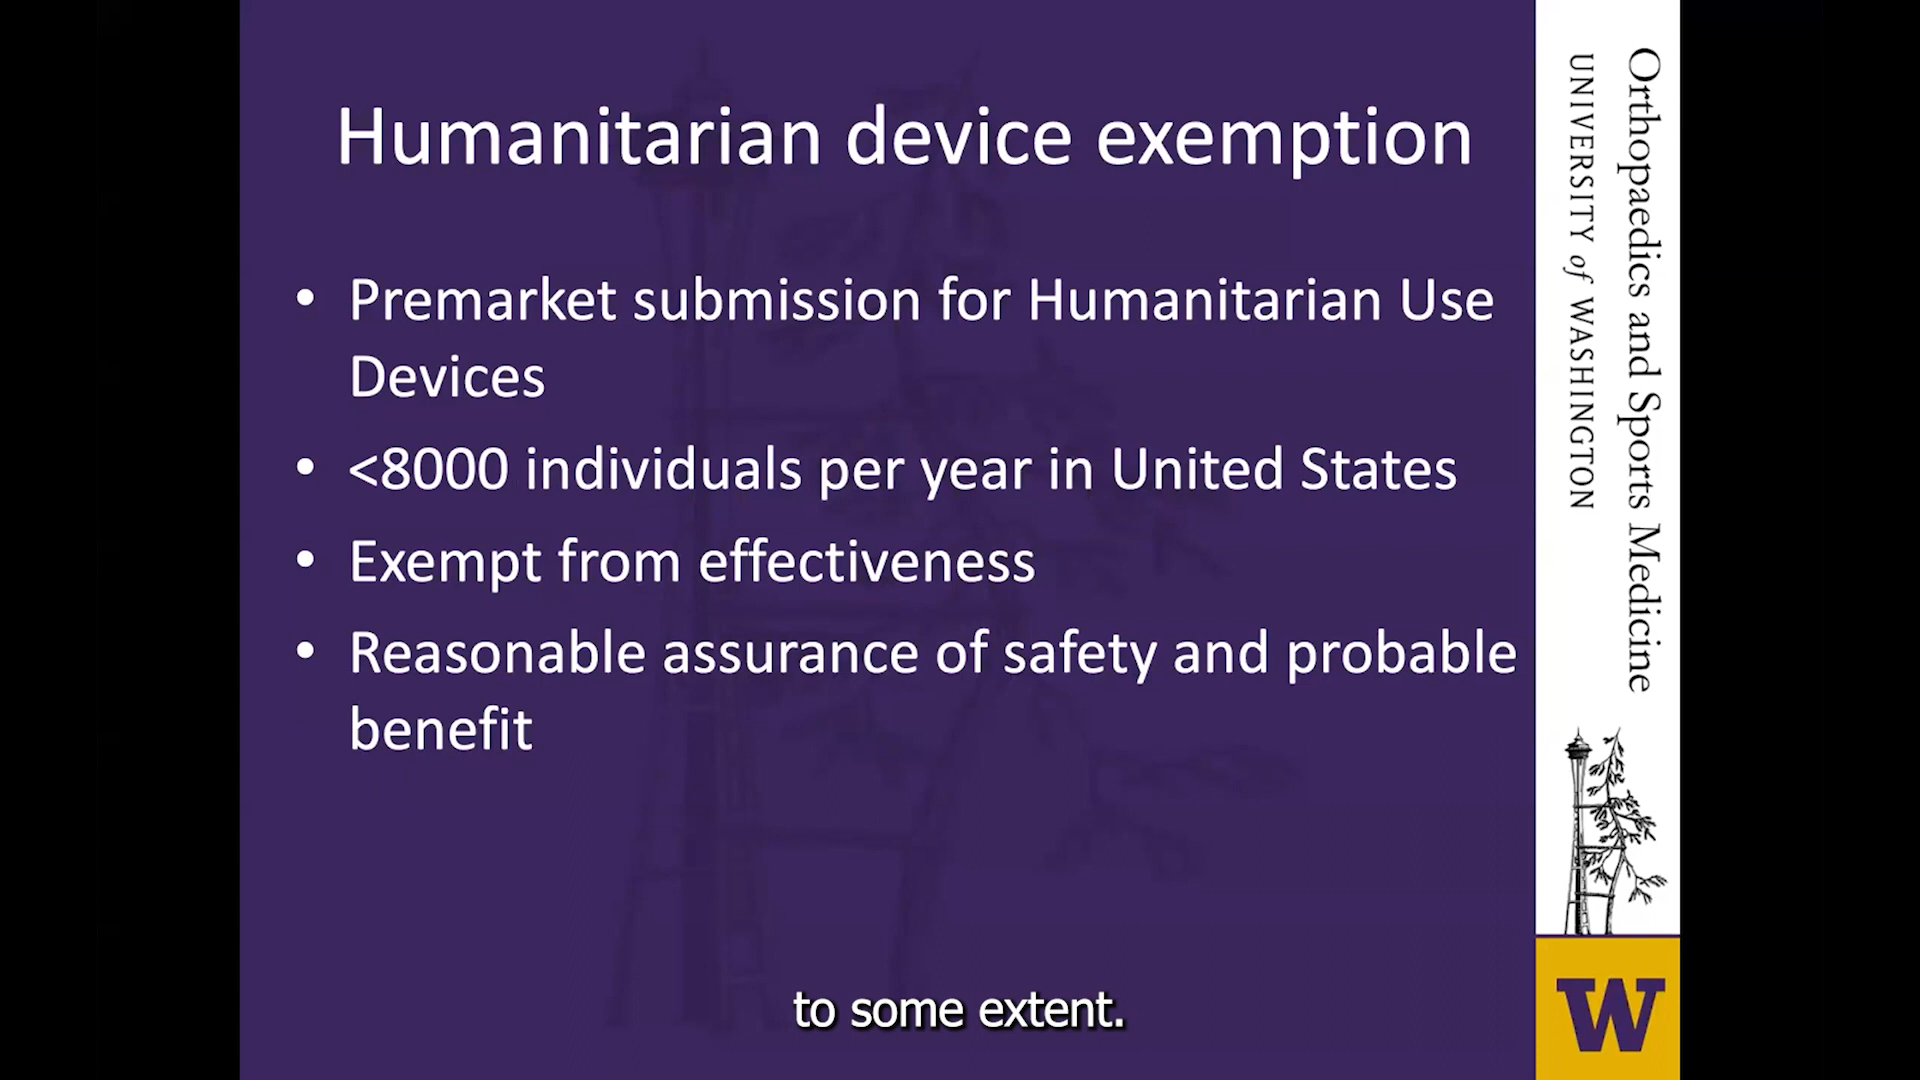 Humanitarian device exemption
• Premarket submission for Humanitarian Use
Devices
• <8000 individuals per year in United States
• Exempt from effectiveness
• Reasonable assurance of safety and probable
benefit
to some extent.
Orthopaedics and Sports Medicine
UNIVERSITY of WASHINGTON
W